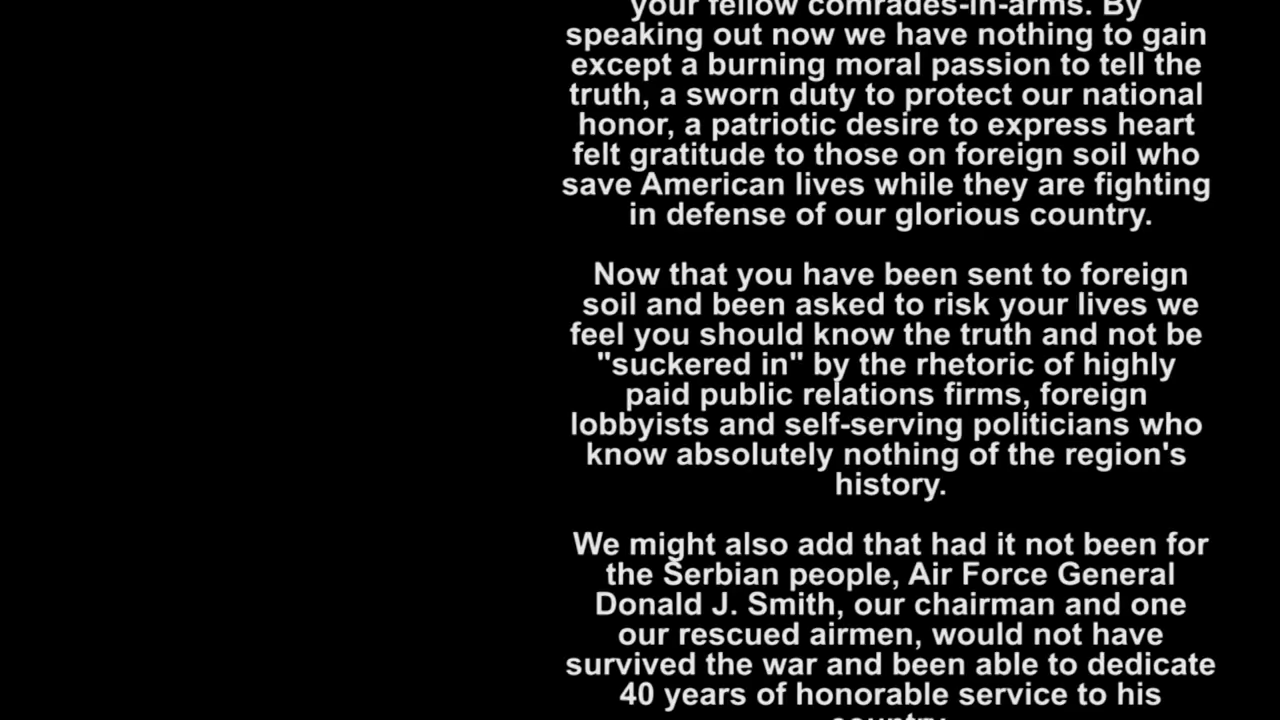 your fellow comrades-in-arms. By
speaking out now we have nothing to gain
except a burning moral passion to tell the
truth, a sworn duty to protect our national
honor, a patriotic desire to express heart
felt gratitude to those on foreign soil who
save American lives while they are fighting
in defense of our glorious country.
Now that you have been sent to foreign
soil and been asked to risk your lives we
feel you should know the truth and not be
"suckered in" by the rhetoric of highly
paid public relations firms, foreign
lobbyists and self-serving politicians who
know absolutely nothing of the region's
history.
We might also add that had it not been for
the Serbian people, Air Force General
Donald J. Smith, our chairman and one
our rescued airmen, would not have
survived the war and been able to dedicate
40 years of honorable service to his
country.